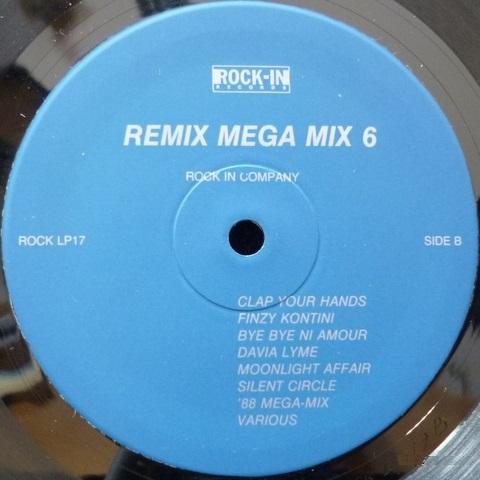 ROCK-IN
RECORDS
REMIX MEGA MIX 6
ROCK IN COMPANY
ROCK LP17
SIDE B
CLAP YOUR HANDS
FINZY KONTINI
BYE BYE NI AMOUR
DAVIA LYME
MOONLIGHT AFFAIR
SILENT CIRCLE
'88 MEGA-MIX
VARIOUS